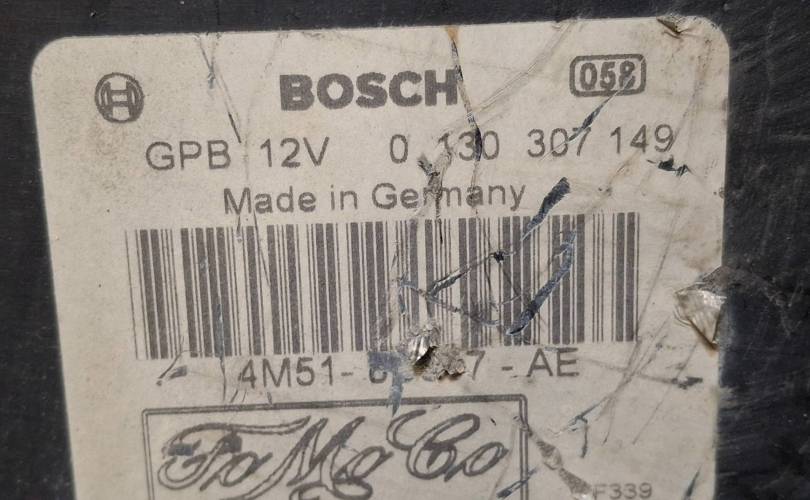 BOSCH
058
GPB 12V 0 130 307 149
Made in Germany
4M51- - AE
FoMoCo
F339